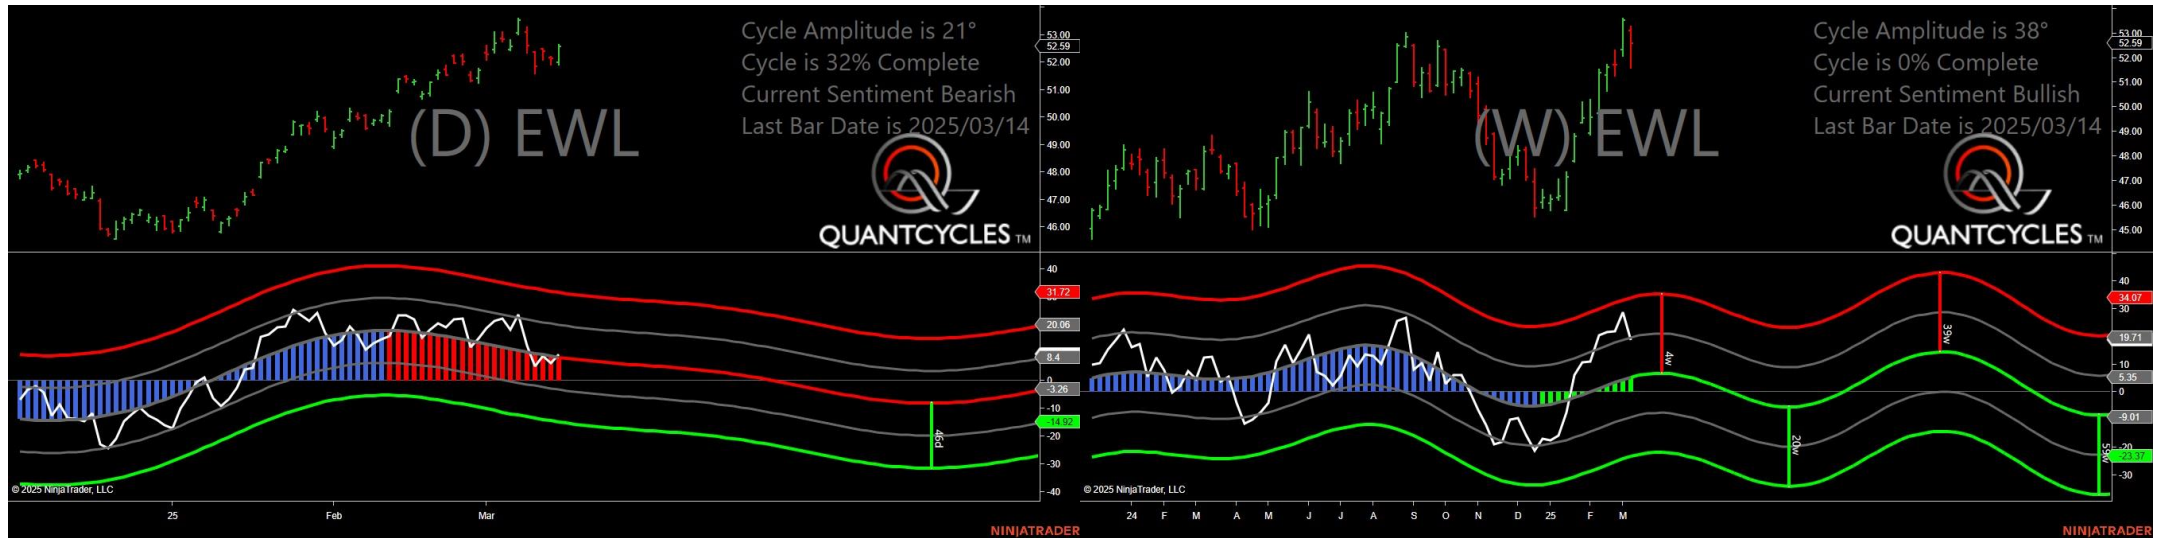 Cycle Amplitude is 21°
Cycle is 32% Complete
Current Sentiment Bearish
Last Bar Date is 2025/03/14
(D) EWL
QUANTCYCLES TM
53.00
52.59
52.00
51.00
50.00
49.00
48.00
47.00
46.00
40
31.72
20.06
8.4
0
-3.26
-10
-14.92
-20
-30
-40
46d
© 2025 NinjaTrader, LLC
25 Feb Mar
NINJATRADER
Cycle Amplitude is 38°
Cycle is 0% Complete
Current Sentiment Bullish
Last Bar Date is 2025/03/14
(W) EWL
QUANTCYCLES TM
53.00
52.59
52.00
51.00
50.00
49.00
48.00
47.00
46.00
45.00
40
34.07
30
19.71
10
5.35
0
-9.01
-20
-23.37
-30
4w
20w
39w
© 2025 NinjaTrader, LLC
24 F M A M J J A S O N D 25 F M
NINJATRADER